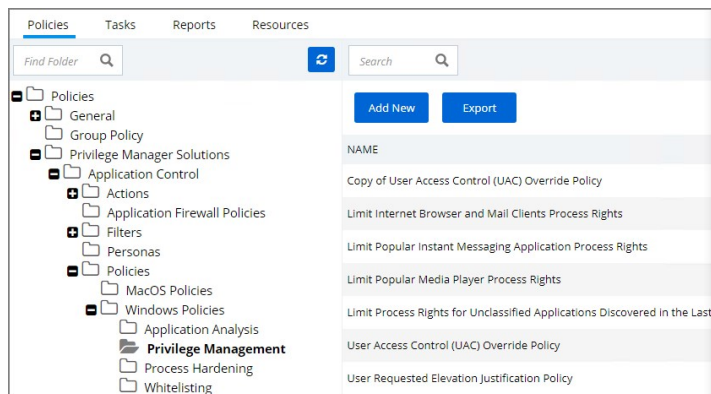 Policies Tasks Reports Resources
Find Folder
Search
Policies
General
Group Policy
Privilege Manager Solutions
Application Control
Actions
Application Firewall Policies
Filters
Personas
Policies
MacOS Policies
Windows Policies
Application Analysis
Privilege Management
Process Hardening
Whitelisting
Add New Export
NAME
Copy of User Access Control (UAC) Override Policy
Limit Internet Browser and Mail Clients Process Rights
Limit Popular Instant Messaging Application Process Rights
Limit Popular Media Player Process Rights
Limit Process Rights for Unclassified Applications Discovered in the Last
User Access Control (UAC) Override Policy
User Requested Elevation Justification Policy